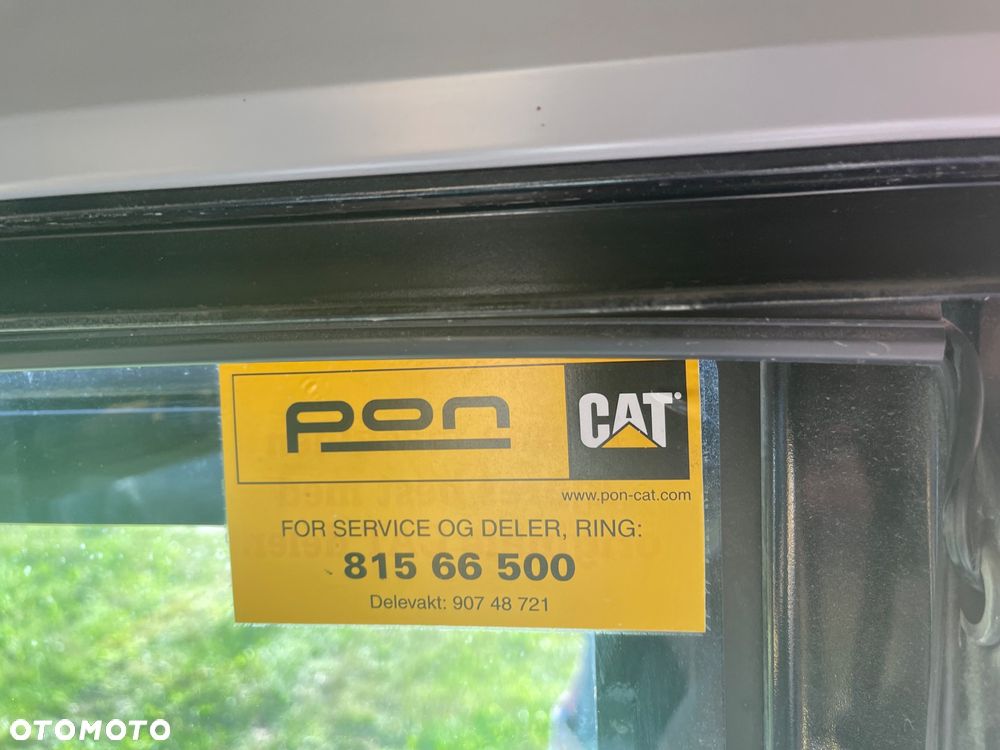 pon
CAT
www.pon-cat.com
FOR SERVICE OG DELER, RING:
815 66 500
Delevakt: 907 48 721
OTOMOTO